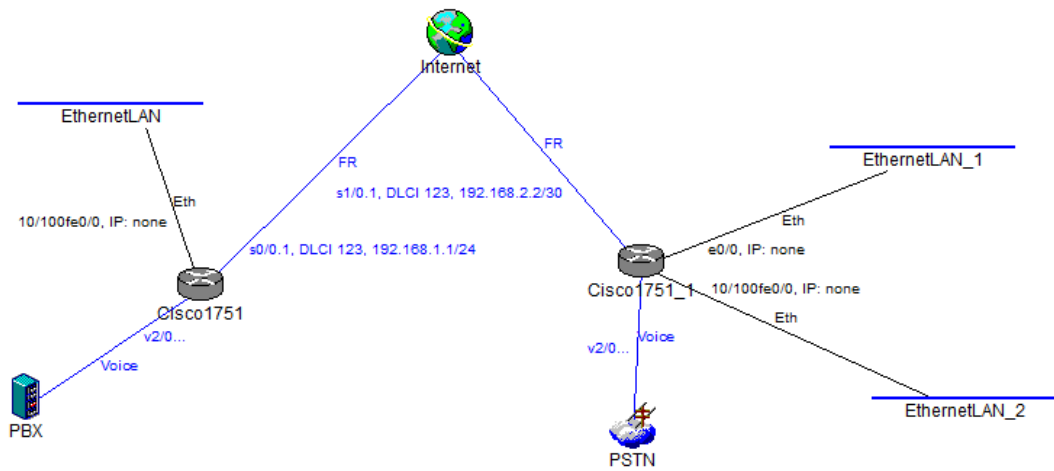 Internet
EthernetLAN
FR
FR
EthernetLAN_1
s1/0.1, DLCI 123, 192.168.2.2/30
Eth
Eth
10/100fe0/0, IP: none
s0/0.1, DLCI 123, 192.168.1.1/24
e0/0, IP: none
Cisco1751
Cisco1751_1
10/100fe0/0, IP: none
Eth
v2/0...
Voice
v2/0...
Voice
PBX
EthernetLAN_2
PSTN